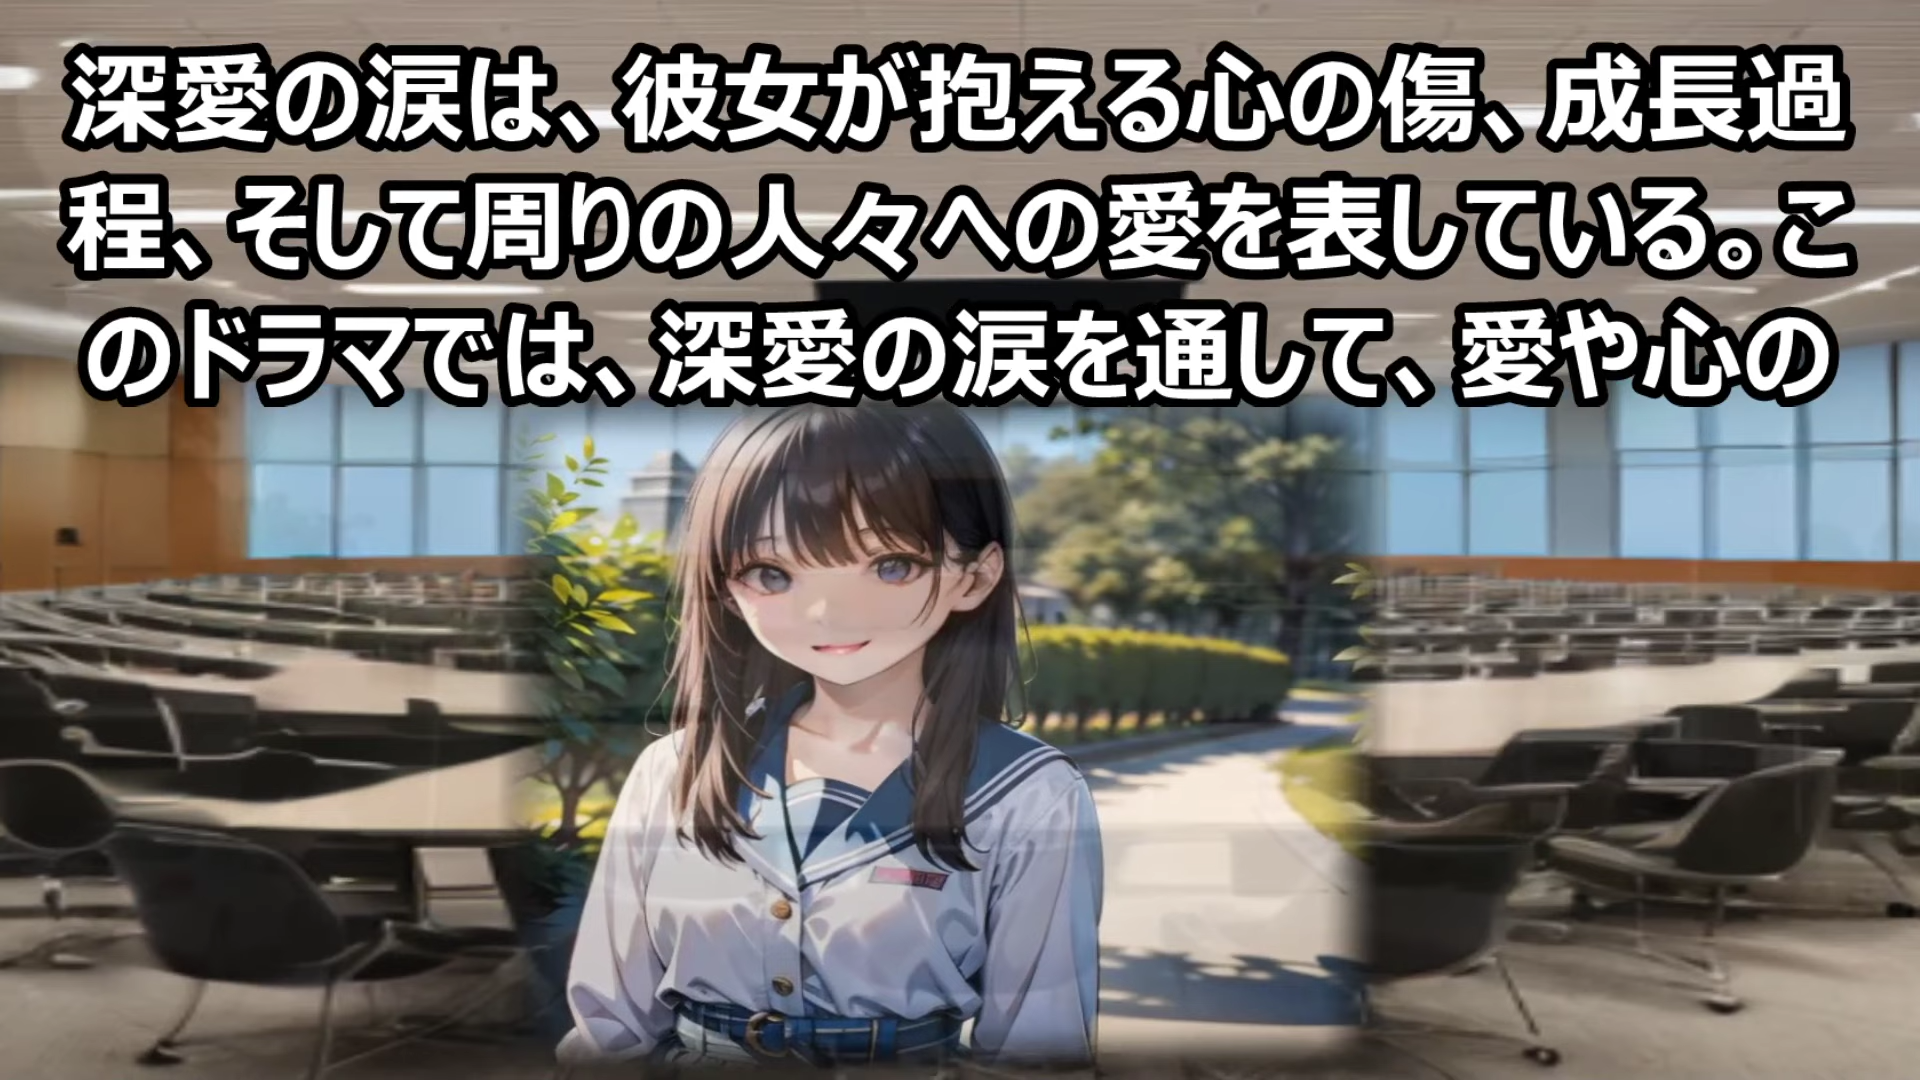 深愛の涙は、彼女が抱える心の傷、成長過
程、そして周りの人々への愛を表している。こ
のドラマでは、深愛の涙を通して、愛や心の